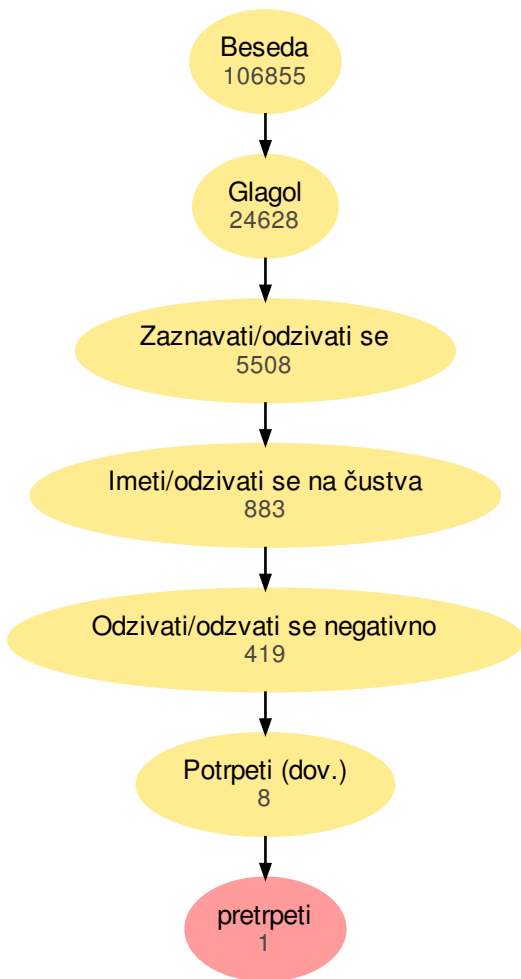 Beseda
106855
Glagol
24628
Zaznavati/odzivati se
5508
Imeti/odzivati se na čustva
883
Odzivati/odzvati se negativno
419
Potrpeti (dov.)
8
pretrpeti
1